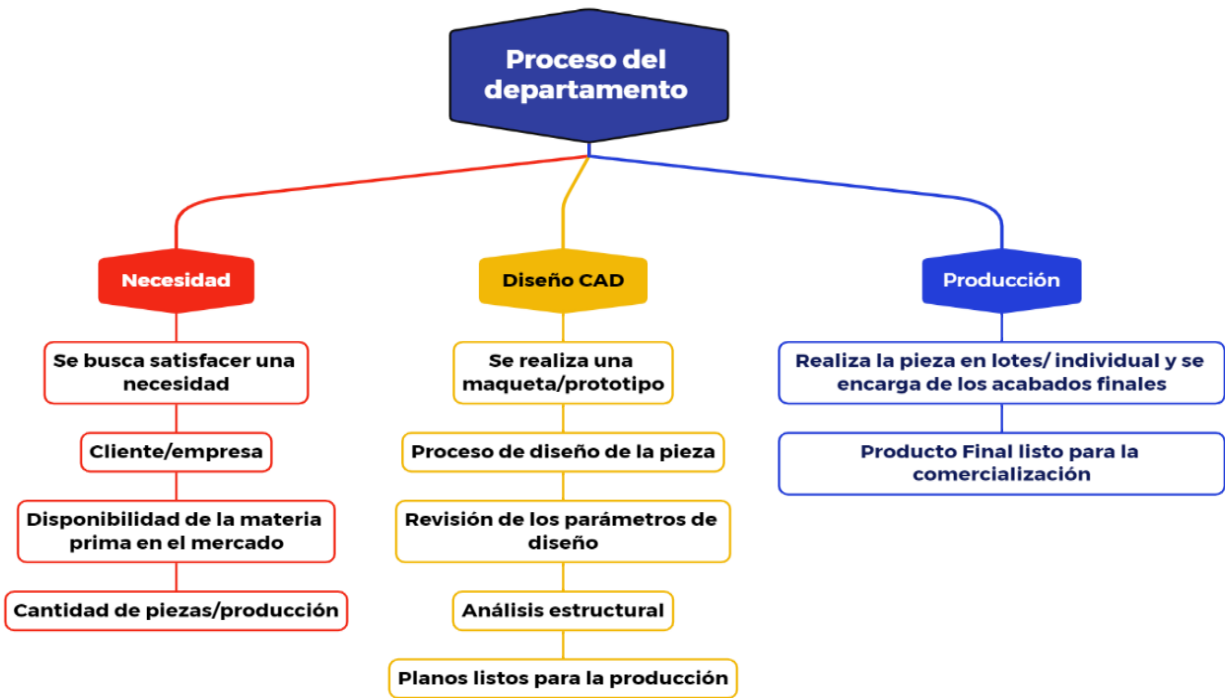 Proceso del
departamento
Necesidad
Se busca satisfacer una
necesidad
Cliente/empresa
Disponibilidad de la materia
prima en el mercado
Cantidad de piezas/producción
Diseño CAD
Se realiza una
maqueta/prototipo
Proceso de diseño de la pieza
Revisión de los parámetros de
diseño
Análisis estructural
Planos listos para la producción
Producción
Realiza la pieza en lotes/ individual y se
encarga de los acabados finales
Producto Final listo para la
comercialización